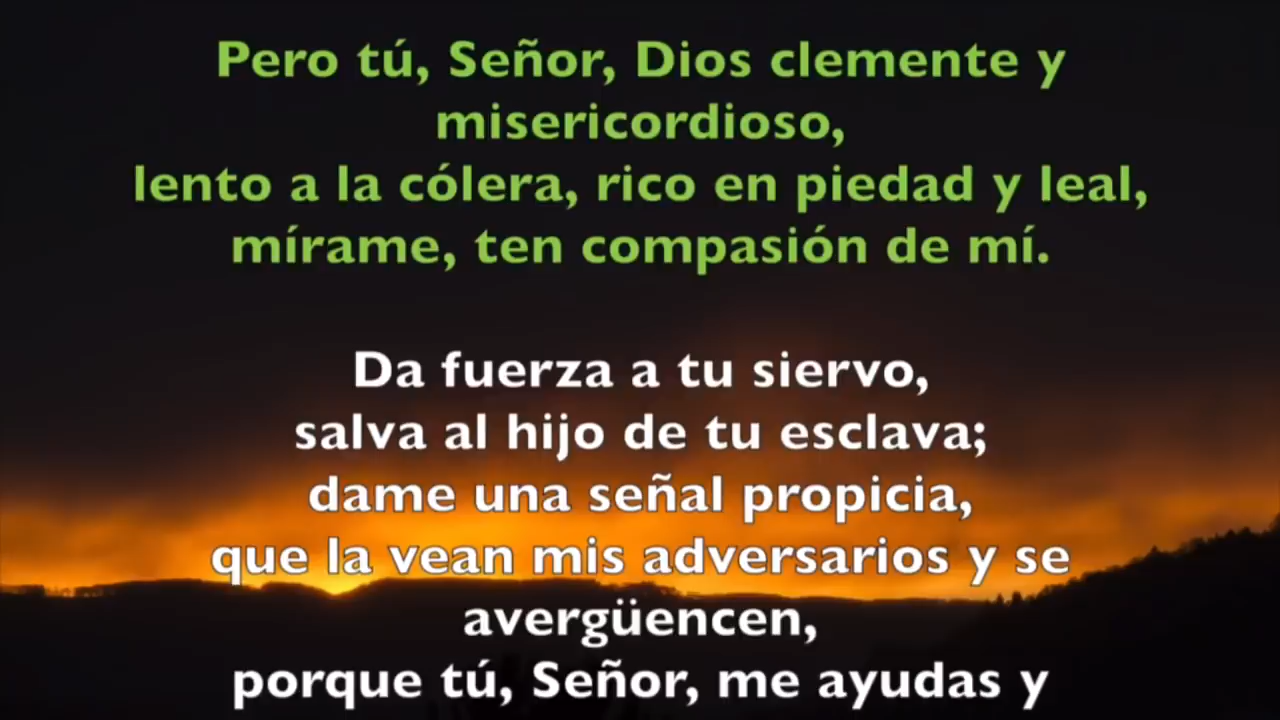 Pero tú, Señor, Dios clemente y
misericordioso,
lento a la cólera, rico en piedad y leal,
mírame, ten compasión de mí.
Da fuerza a tu siervo,
salva al hijo de tu esclava;
dame una señal propicia,
que la vean mis adversarios y se
avergüencen,
porque tú, Señor, me ayudas y